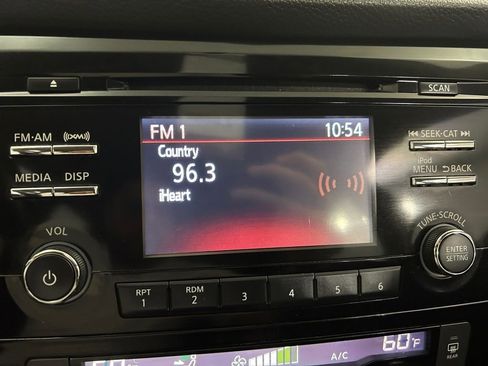 SCAN
FM·AM
(XM)
MEDIA DISP
FM 1 10:54
Country
96.3
iHeart
SEEK·CAT
iPod
MENU BACK
VOL
TUNE·SCROLL
ENTER
SETTING
RPT
1
RDM
2
3
4
5
6
A/C
60°F
REAR